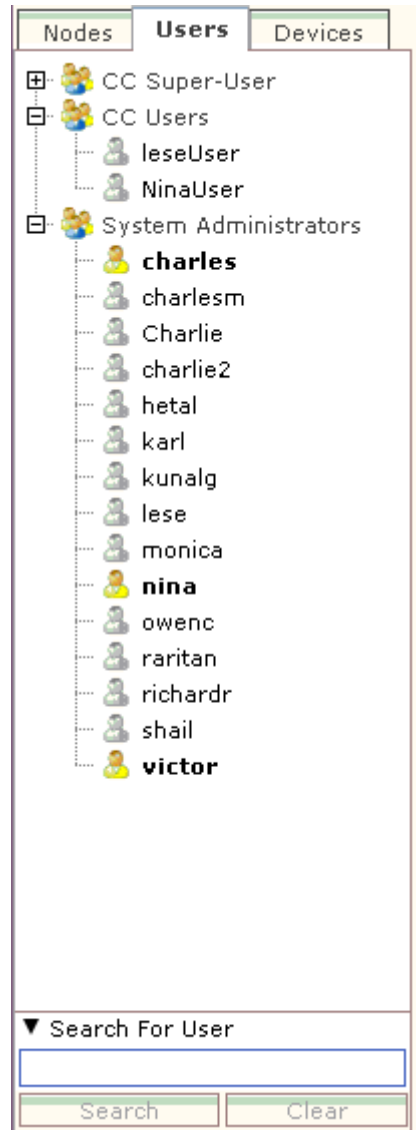 Nodes Users Devices
CC Super-User
CC Users
leseUser
NinaUser
System Administrators
charles
charlesm
Charlie
charlie2
hetal
karl
kunalg
lese
monica
nina
owenc
raritan
richardr
shail
victor
Search For User
Search Clear